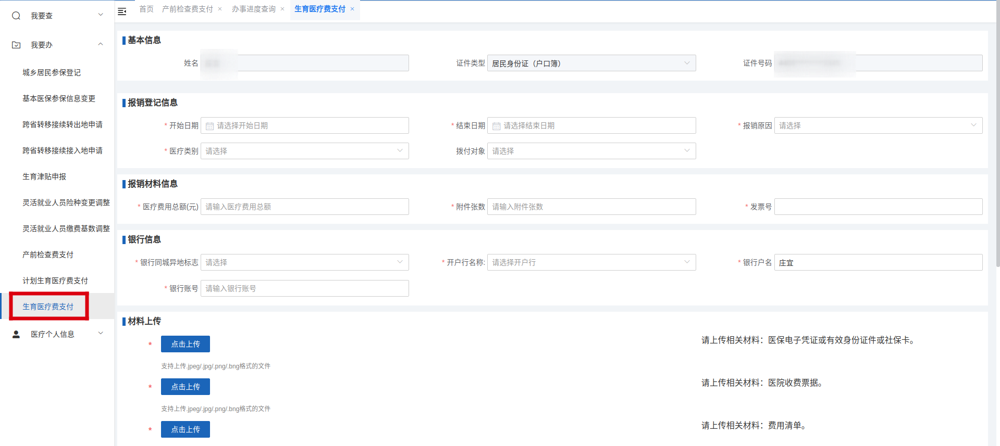 我要查
我要办
城乡居民参保登记
基本医保参保信息变更
跨省转移接续转出地申请
跨省转移接续接入地申请
生育津贴申报
灵活就业人员险种变更调整
灵活就业人员缴费基数调整
产前检查费支付
计划生育医疗费支付
生育医疗费支付
医疗个人信息
首页 产前检查费支付 × 办事进度查询 × 生育医疗费支付 ×
基本信息
姓名 证件类型 居民身份证（户口簿） 证件号码
报销登记信息
* 开始日期 请选择开始日期 * 结束日期 请选择结束日期 * 报销原因 请选择
* 医疗类别 请选择 拨付对象 请选择
报销材料信息
* 医疗费用总额(元) 请输入医疗费用总额 * 附件张数 请输入附件张数 * 发票号
银行信息
* 银行同城异地标志 请选择 * 开户行名称: 请选择开户行 * 银行户名 庄宜
* 银行账号 请输入银行账号
材料上传
* 点击上传 请上传相关材料：医保电子凭证或有效身份证件或社保卡。
支持上传.jpeg/.jpg/.png/.bng格式的文件
* 点击上传 请上传相关材料：医院收费票据。
支持上传.jpeg/.jpg/.png/.bng格式的文件
* 点击上传 请上传相关材料：费用清单。